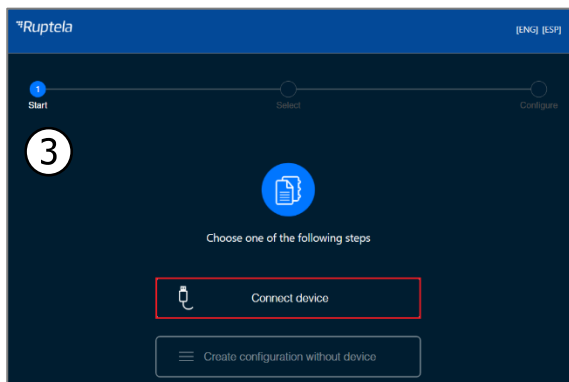 Ruptela
[ENG] [ESP]
1
Start
Select
Configure
3
Choose one of the following steps
Connect device
Create configuration without device